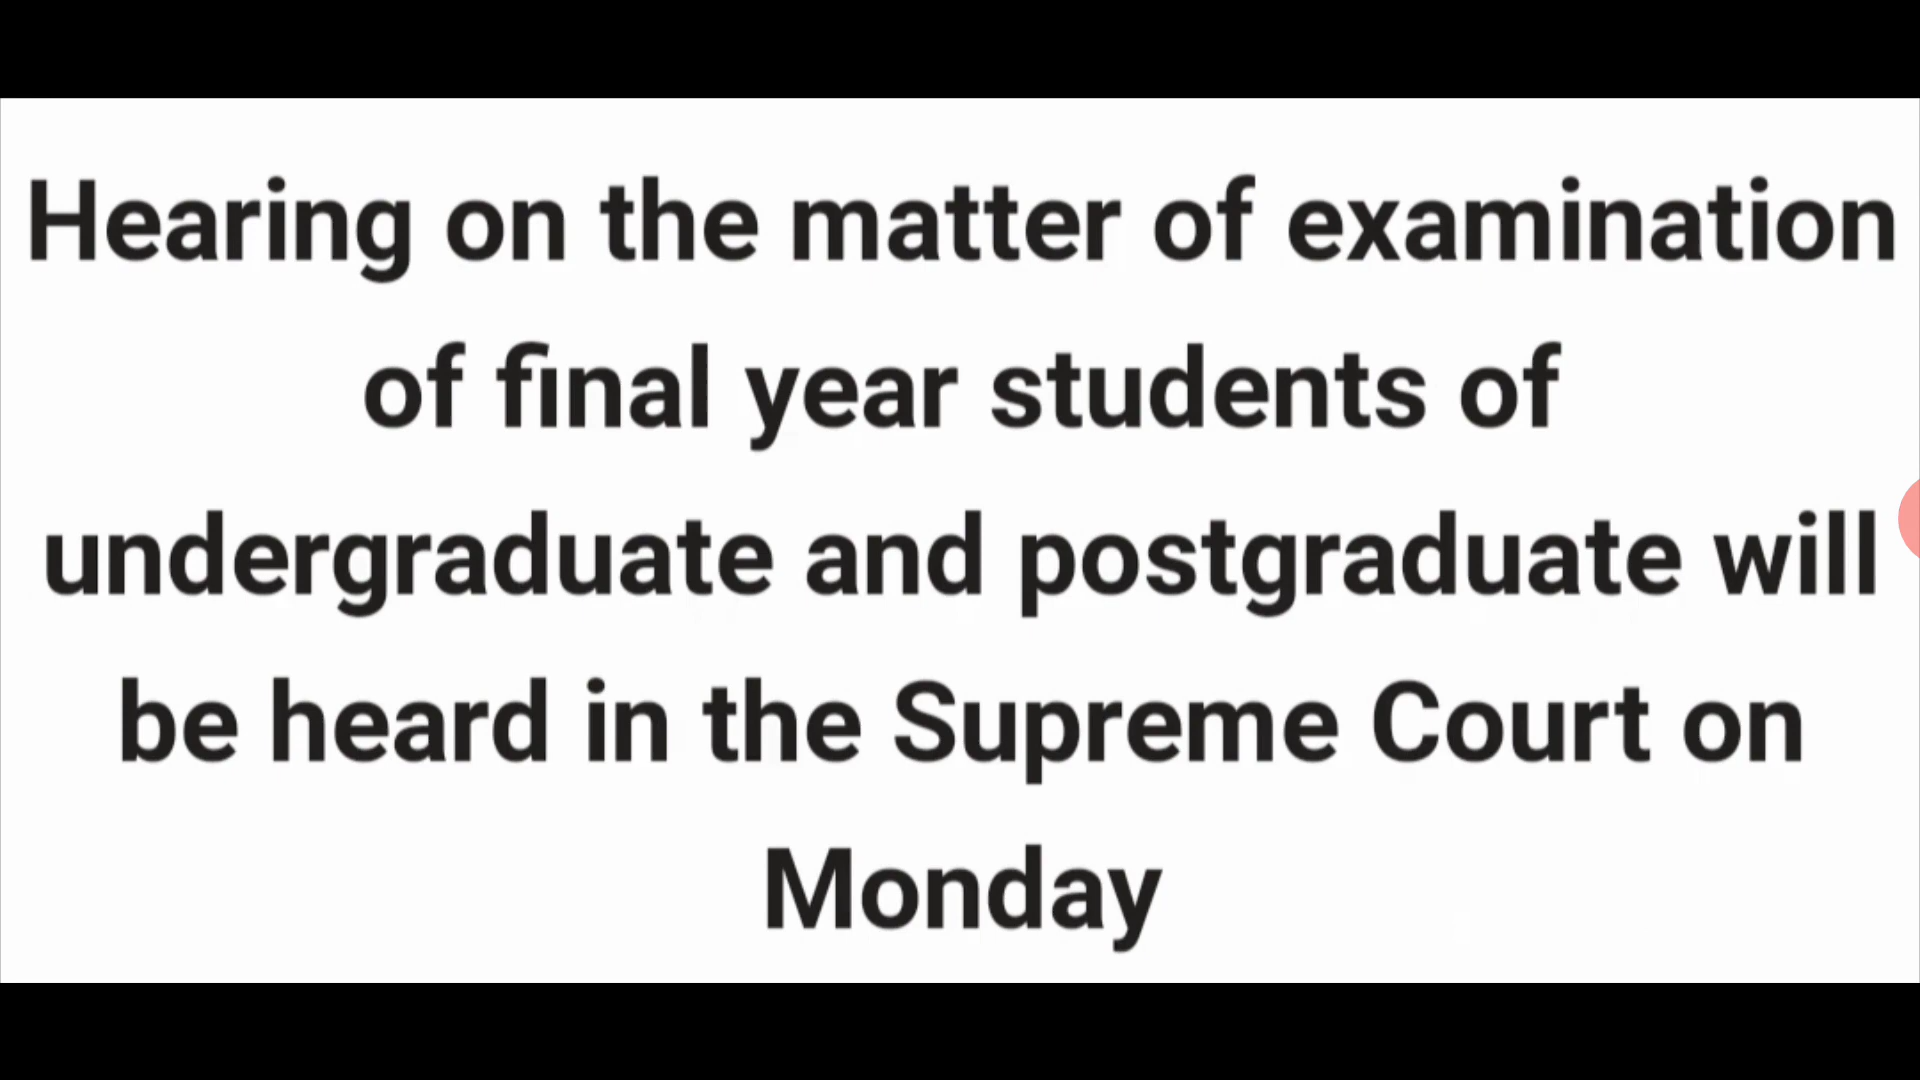 Hearing on the matter of examination
of final year students of
undergraduate and postgraduate will
be heard in the Supreme Court on
Monday